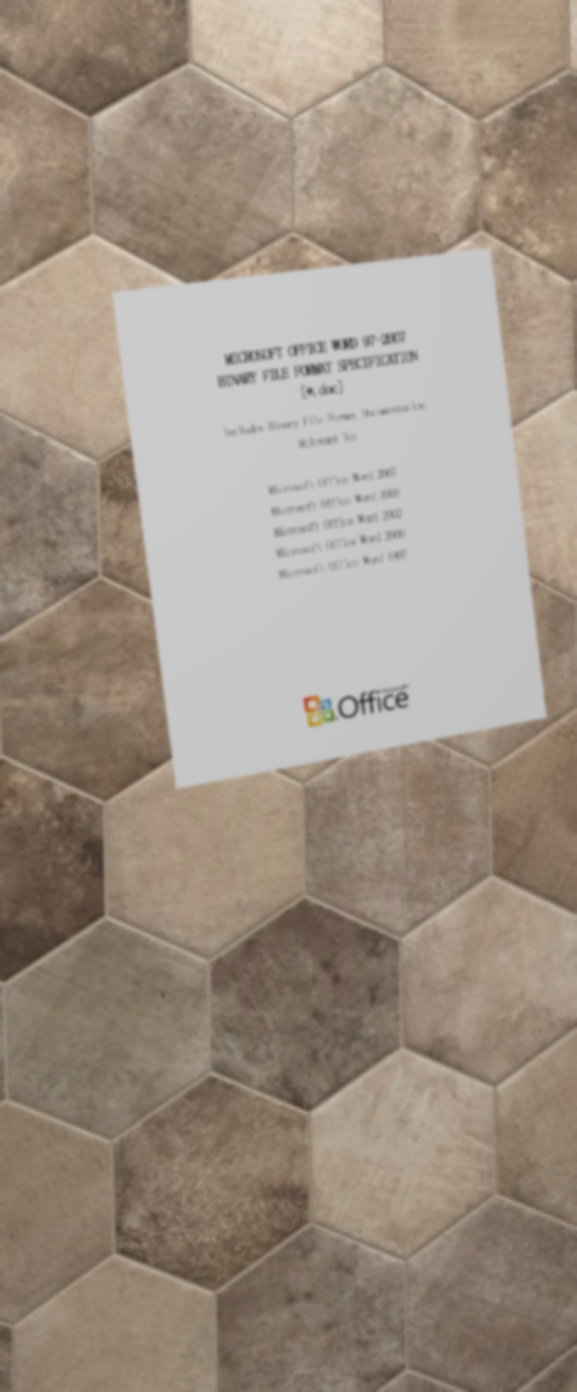 MICROSOFT OFFICE WORD 97-2007
BINARY FILE FORMAT SPECIFICATION
[*.doc]
Includes Binary File Format Documentation
Relevant To:
Microsoft Office Word 2007
Microsoft Office Word 2003
Microsoft Office Word 2002
Microsoft Office Word 2000
Microsoft Office Word 1997
Office